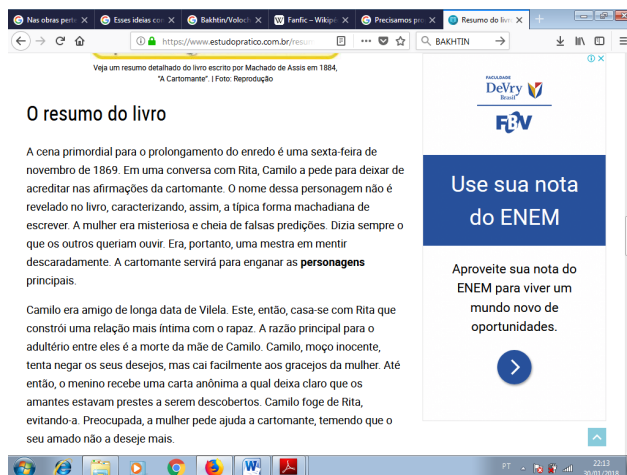 Nas obras perte
Esses ideias con
Bakhtin/Voloch
Fanfic – Wikipé
Precisamos pro
Resumo do livr
https://www.estudopratico.com.br/resu
BAKHTIN
Veja um resumo detalhado do livro escrito por Machado de Assis em 1884,
"A Cartomante". | Foto: Reprodução
O resumo do livro
A cena primordial para o prolongamento do enredo é uma sexta-feira de
novembro de 1869. Em uma conversa com Rita, Camilo a pede para deixar de
acreditar nas afirmações da cartomante. O nome dessa personagem não é
revelado no livro, caracterizando, assim, a típica forma machadiana de
escrever. A mulher era misteriosa e cheia de falsas predições. Dizia sempre o
que os outros queriam ouvir. Era, portanto, uma mestra em mentir
descaradamente. A cartomante servirá para enganar as personagens
principais.
Camilo era amigo de longa data de Vilela. Este, então, casa-se com Rita que
constrói uma relação mais íntima com o rapaz. A razão principal para o
adultério entre eles é a morte da mãe de Camilo. Camilo, moço inocente,
tenta negar os seus desejos, mas cai facilmente aos gracejos da mulher. Até
então, o menino recebe uma carta anônima a qual deixa claro que os
amantes estavam prestes a serem descobertos. Camilo foge de Rita,
evitando-a. Preocupada, a mulher pede ajuda a cartomante, temendo que o
seu amado não a deseje mais.
FACULDADE
DeVry
Brasil
FBV
Use sua nota
do ENEM
Aproveite sua nota do
ENEM para viver um
mundo novo de
oportunidades.
PT
22:13
30/01/2018